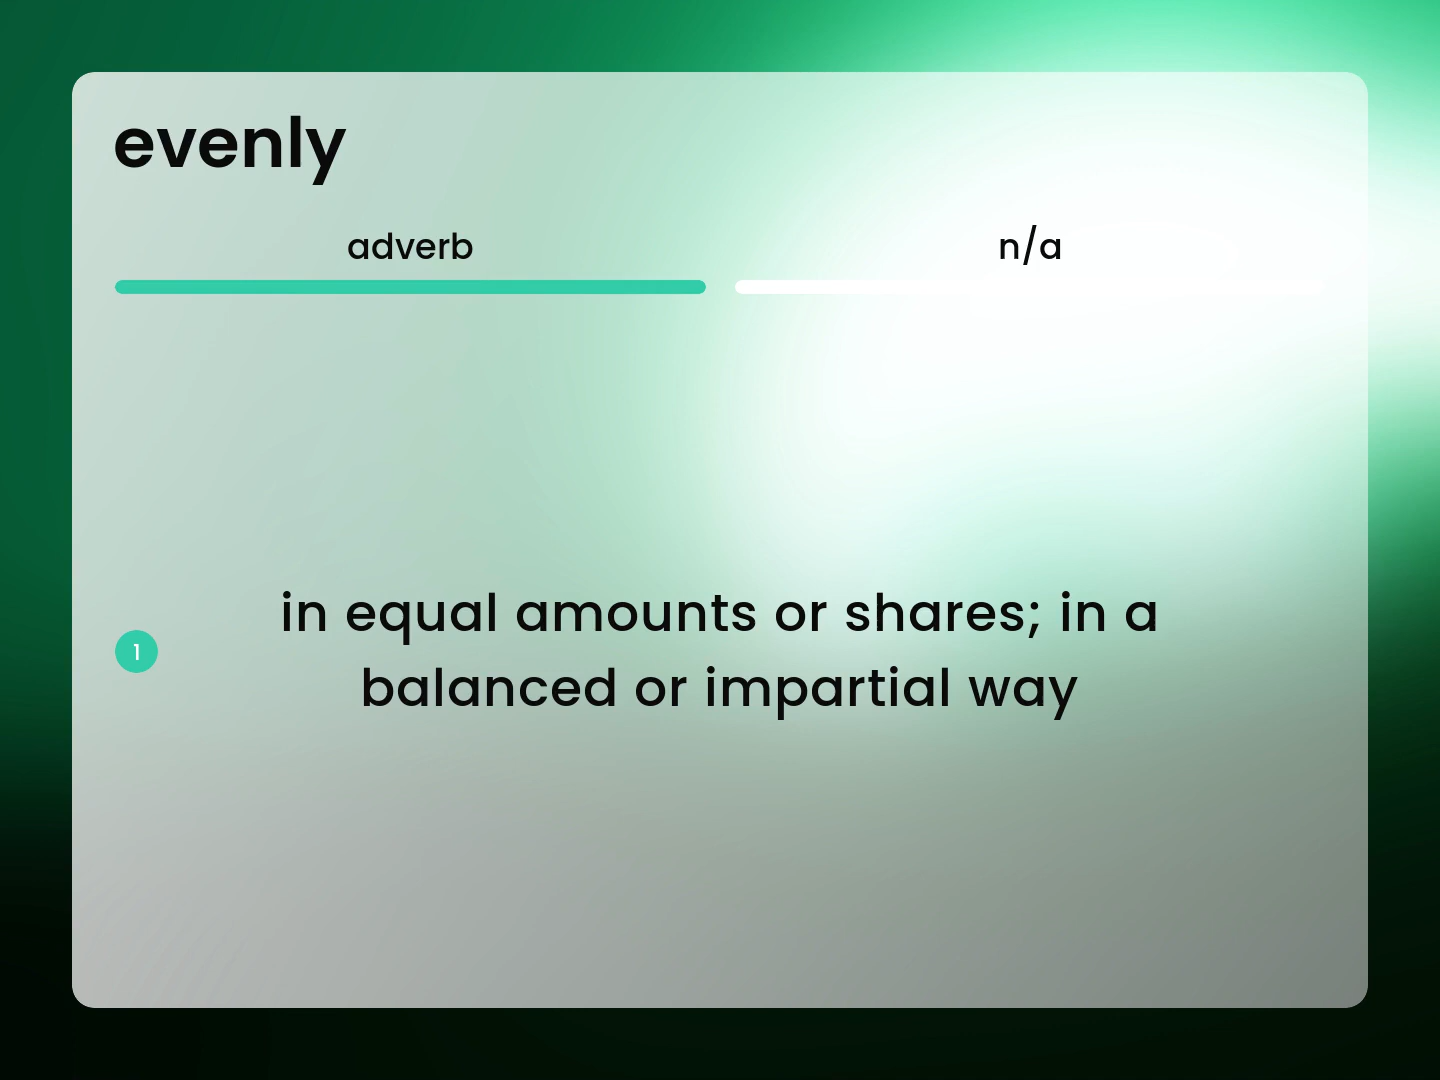 evenly
adverb
n/a
1
in equal amounts or shares; in a
balanced or impartial way